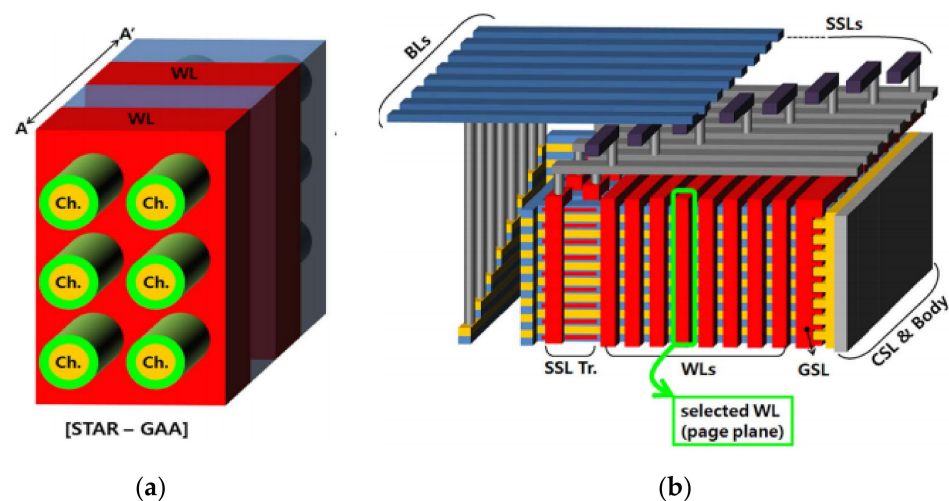 A'
A
WL
WL
Ch.
Ch.
Ch.
Ch.
Ch.
Ch.
[STAR – GAA]
(a)
BLs
SSLs
SSL Tr.
WLs
GSL
CSL & Body
selected WL
(page plane)
(b)